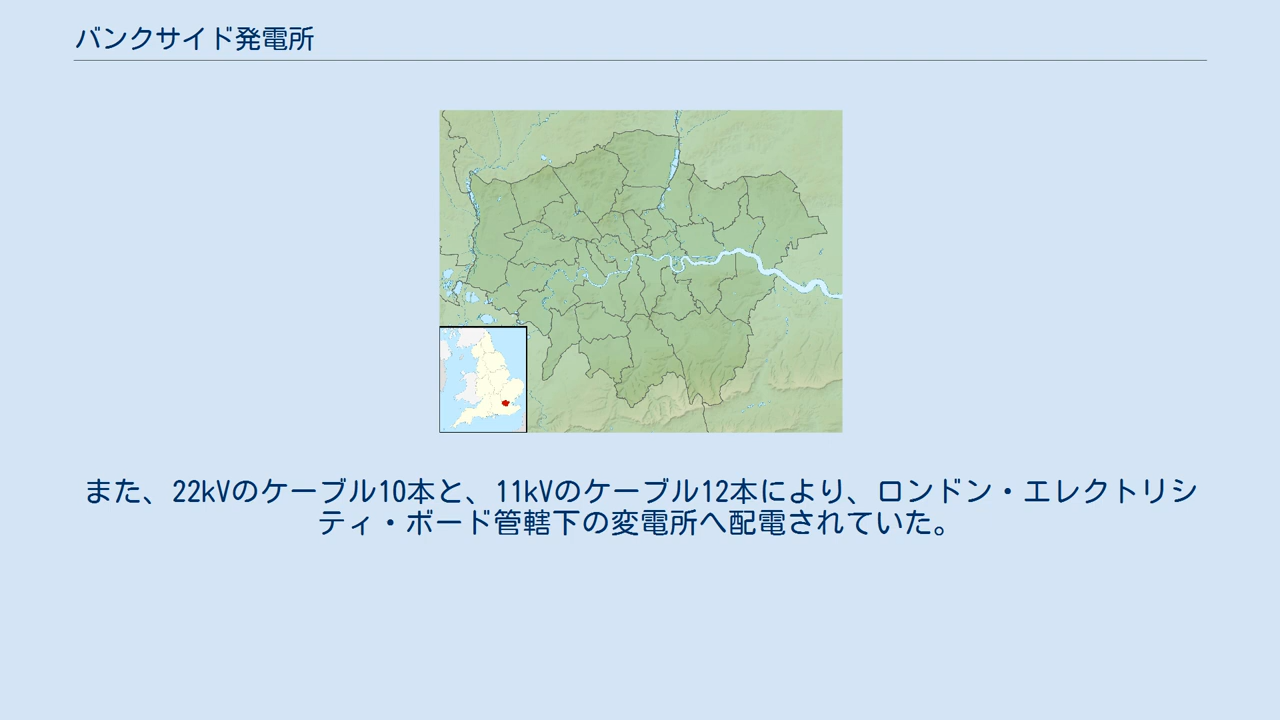 バンクサイド発電所
また、22kVのケーブル10本と、11kVのケーブル12本により、ロンドン・エレクトリシ
ティ・ボード管轄下の変電所へ配電されていた。